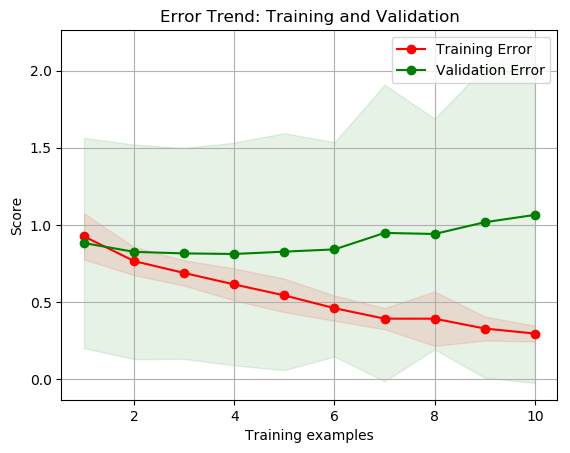 Error Trend: Training and Validation
Training Error
Validation Error
2.0
1.5
1.0
0.5
0.0
Score
2
4
6
8
10
Training examples